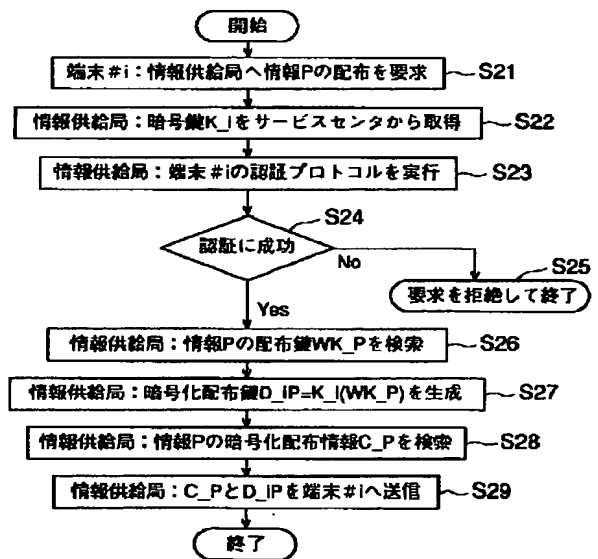 開始
端末#i:情報供給局へ情報Pの配布を要求
S21
情報供給局:暗号鍵K_iをサービスセンタから取得
S22
情報供給局:端末#iの認証プロトコルを実行
S23
S24
認証に成功
No
S25
要求を拒絶して終了
Yes
情報供給局:情報Pの配布鍵WK_Pを検索
S26
情報供給局:暗号化配布鍵D_iP=K_i(WK_P)を生成
S27
情報供給局:情報Pの暗号化配布情報C_Pを検索
S28
情報供給局:C_PとD_iPを端末#iへ送信
S29
終了